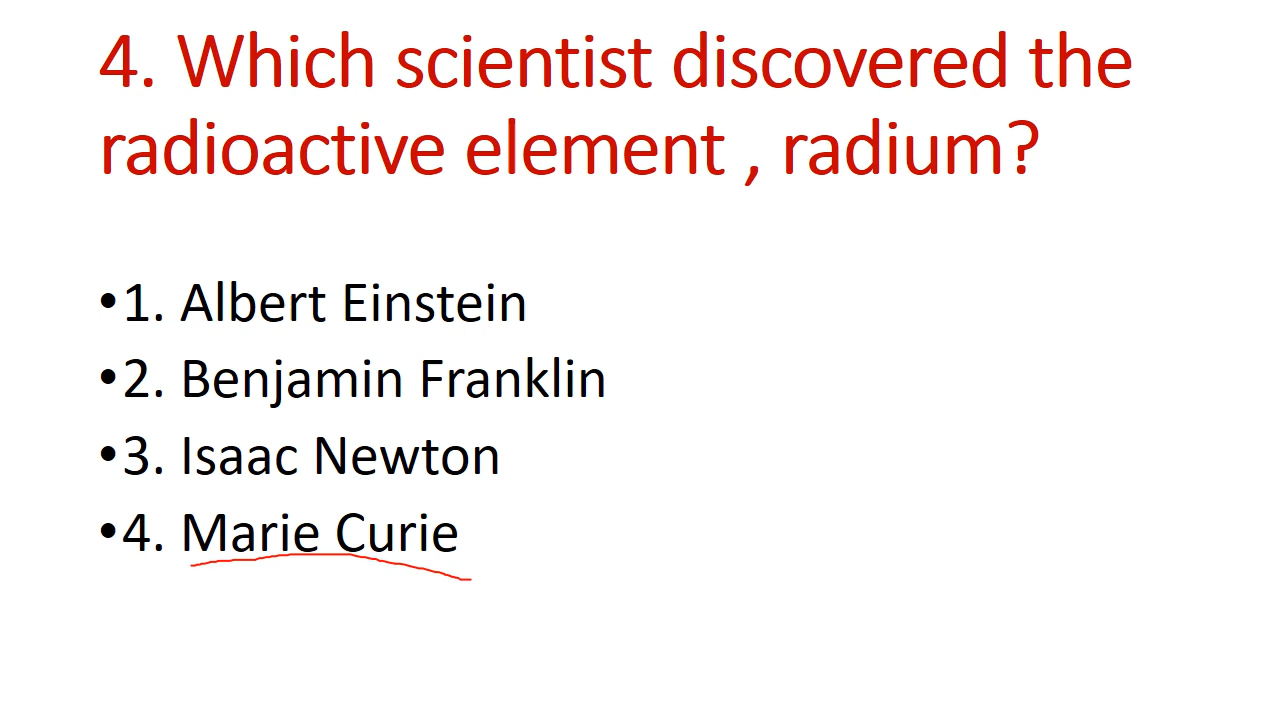 4. Which scientist discovered the
radioactive element , radium?
•1. Albert Einstein
•2. Benjamin Franklin
•3. Isaac Newton
•4. Marie Curie